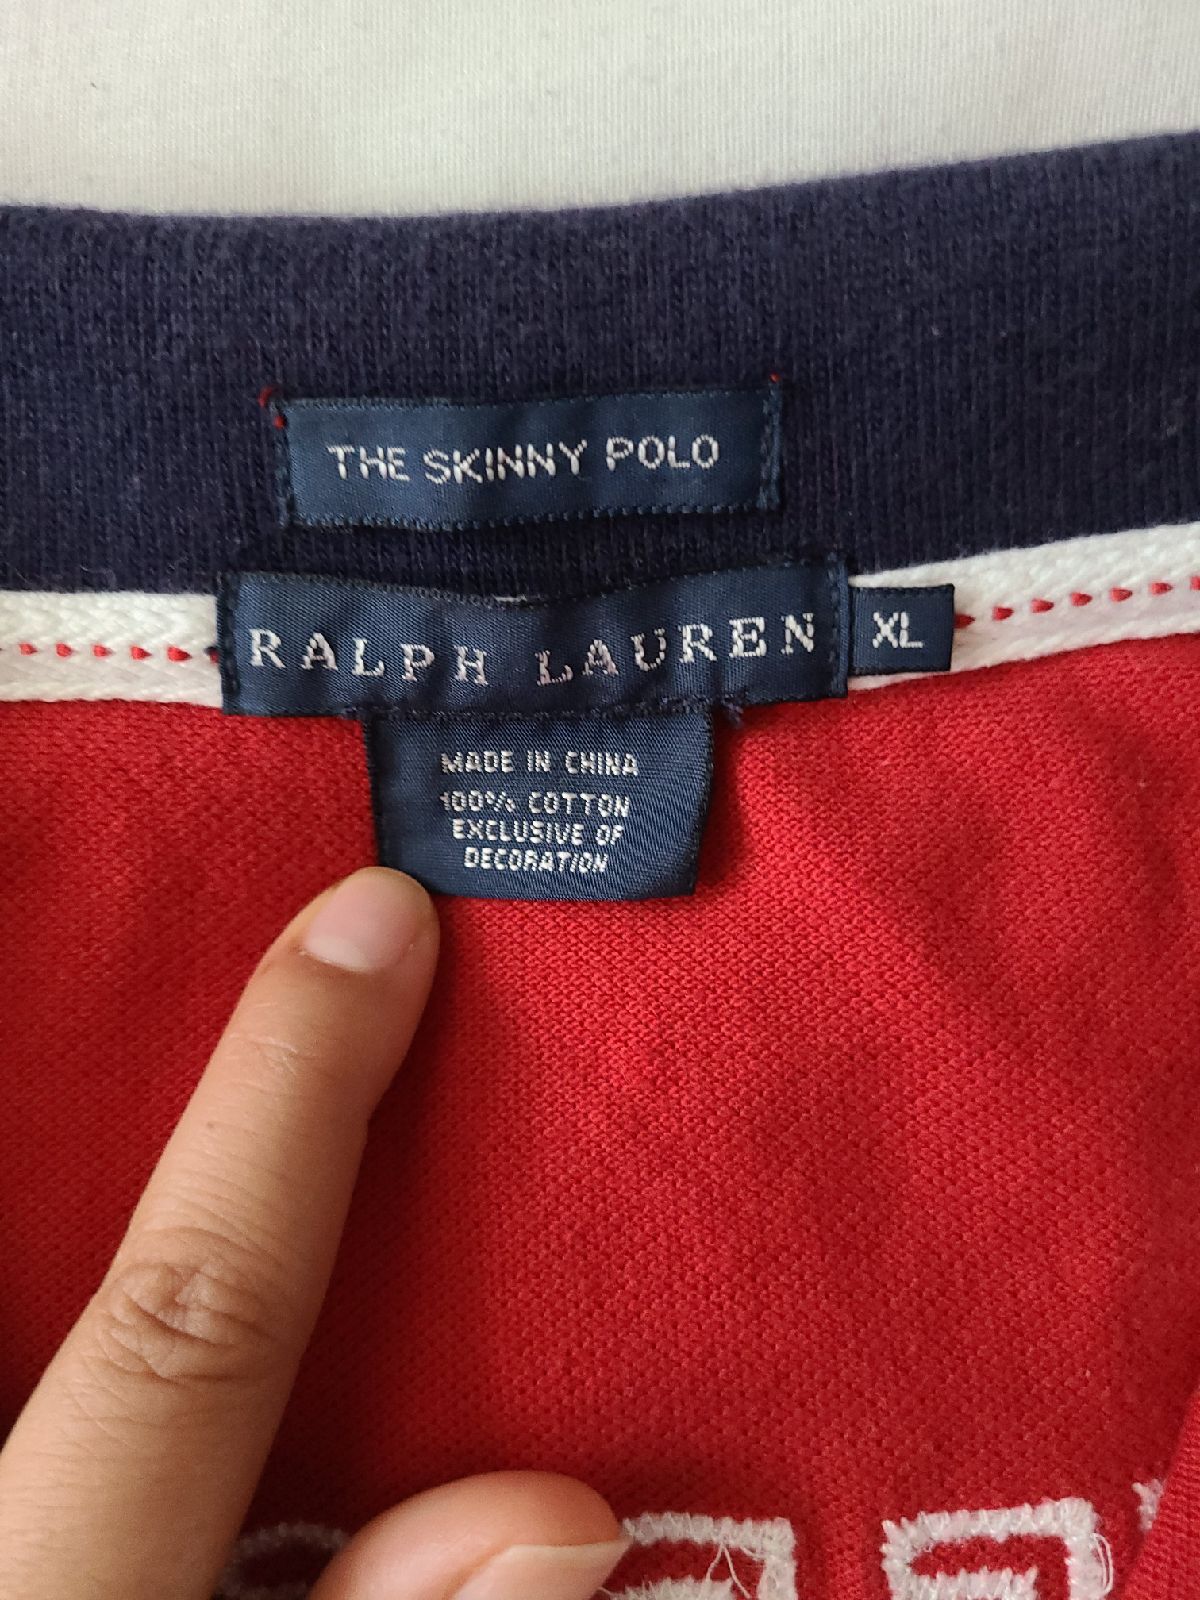 THE SKINNY POLO
RALPH LAUREN
XL
MADE IN CHINA
100% COTTON
EXCLUSIVE OF
DECORATION